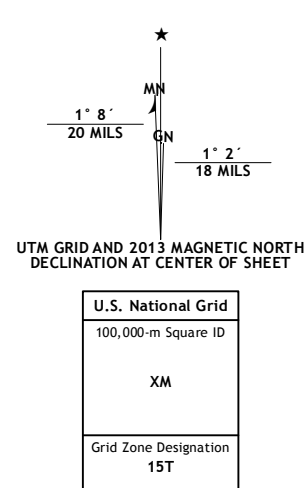 ★
MN
1° 8´
20 MILS
GN
1° 2´
18 MILS
UTM GRID AND 2013 MAGNETIC NORTH
DECLINATION AT CENTER OF SHEET
U.S. National Grid
100,000-m Square ID
XM
Grid Zone Designation
15T